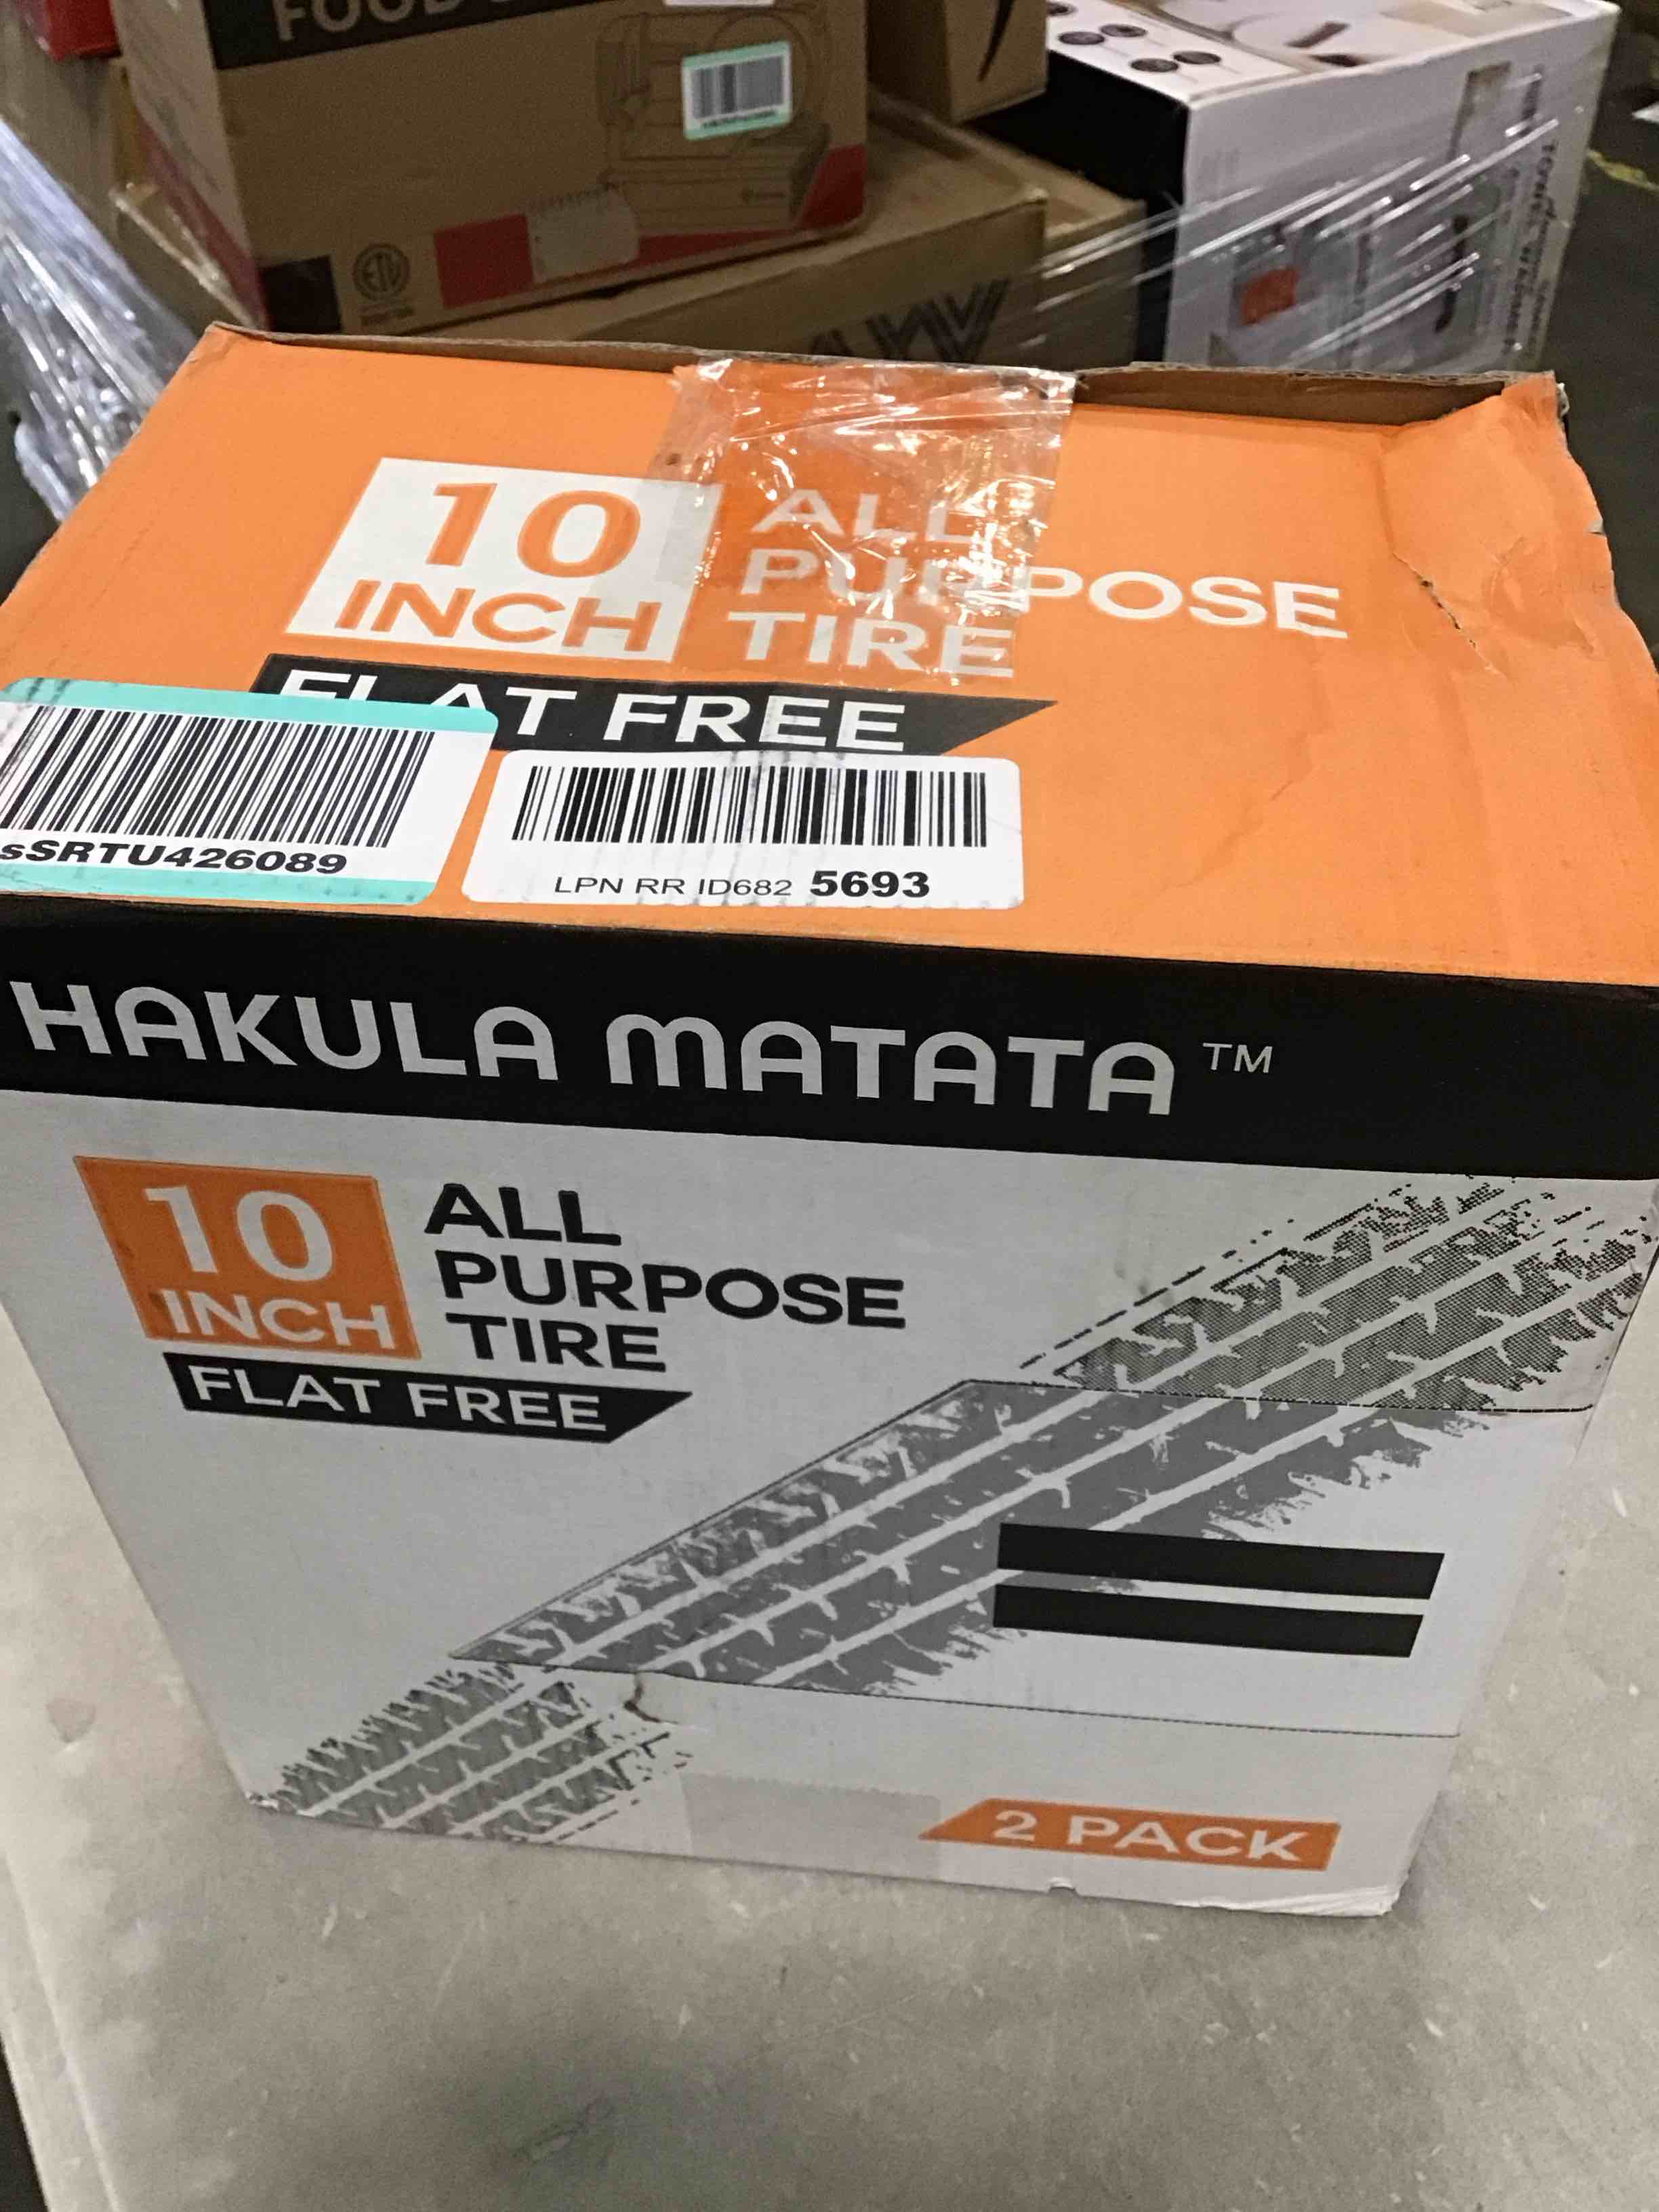 FOOD
10
INCH
ALL
PURPOSE
TIRE
FLAT FREE
sSRTU426089
LPN RR ID682 5693
HAKULA MATATA™
10
INCH
ALL
PURPOSE
TIRE
FLAT FREE
2 PACK